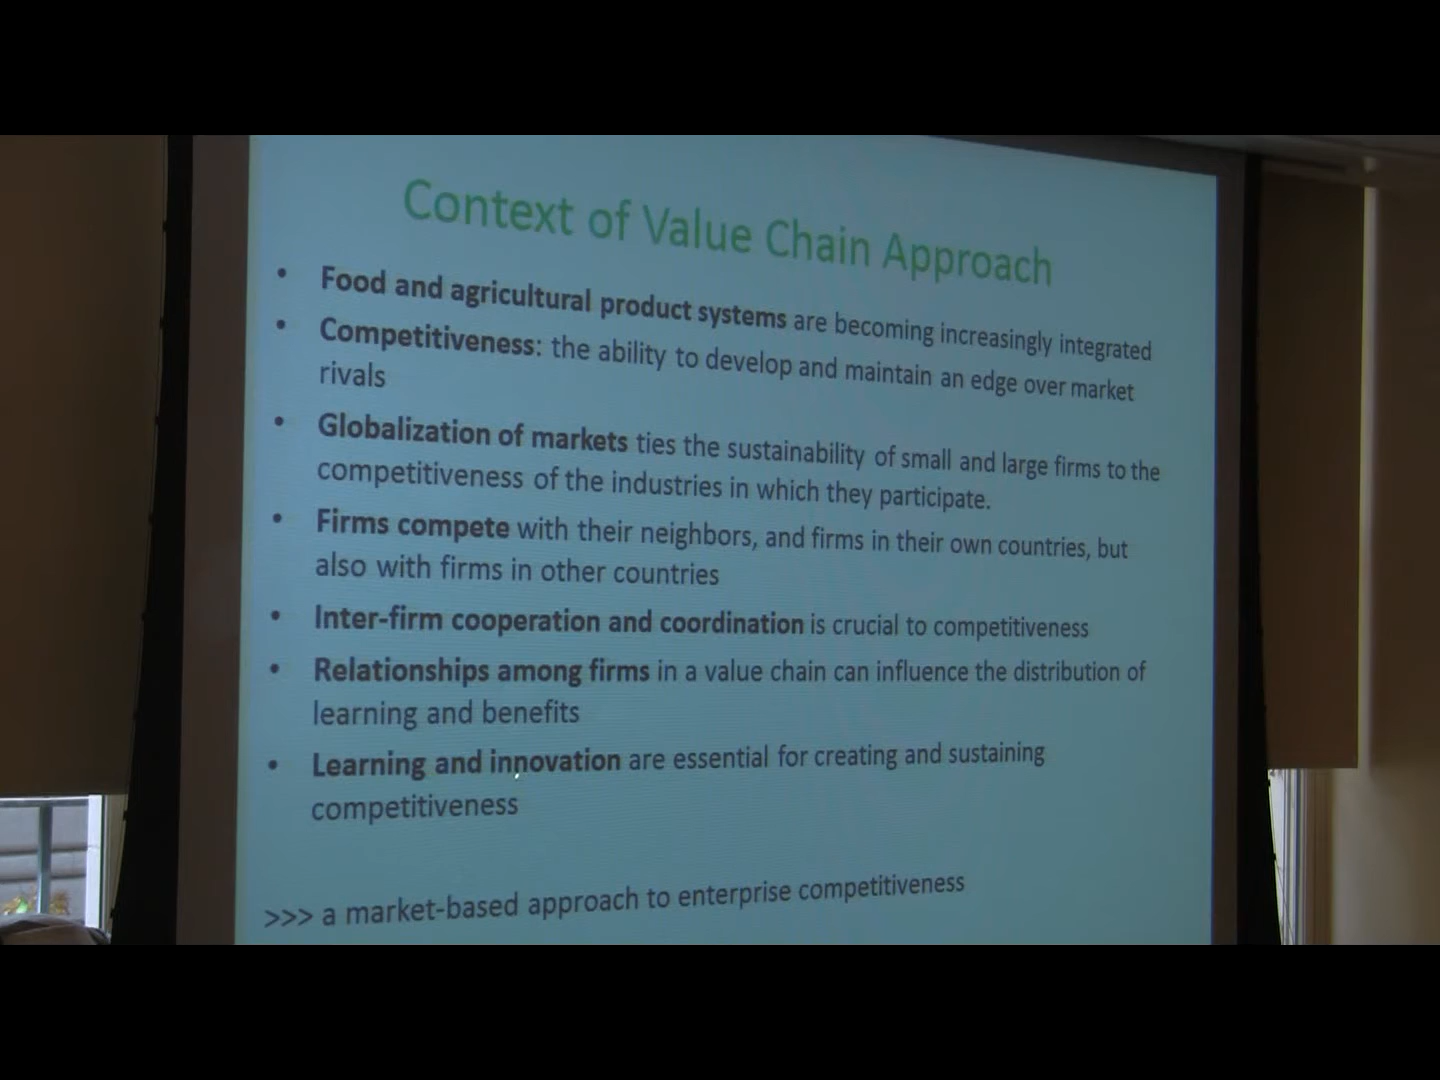 Context of Value Chain Approach
• Food and agricultural product systems are becoming increasingly integrated
• Competitiveness: the ability to develop and maintain an edge over market
rivals
• Globalization of markets ties the sustainability of small and large firms to the
competitiveness of the industries in which they participate.
• Firms compete with their neighbors, and firms in their own countries, but
also with firms in other countries
• Inter-firm cooperation and coordination is crucial to competitiveness
• Relationships among firms in a value chain can influence the distribution of
learning and benefits
• Learning and innovation are essential for creating and sustaining
competitiveness
>>> a market-based approach to enterprise competitiveness